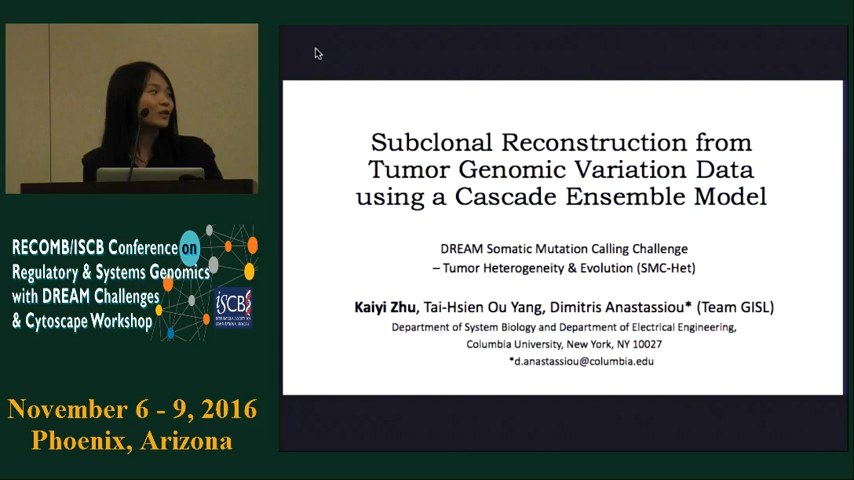 RECOMB/ISCB Conference on
Regulatory & Systems Genomics
with DREAM Challenges
& Cytoscape Workshop
ISCB
November 6 - 9, 2016
Phoenix, Arizona
Subclonal Reconstruction from
Tumor Genomic Variation Data
using a Cascade Ensemble Model
DREAM Somatic Mutation Calling Challenge
– Tumor Heterogeneity & Evolution (SMC-Het)
Kaiyi Zhu, Tai-Hsien Ou Yang, Dimitris Anastassiou* (Team GISL)
Department of System Biology and Department of Electrical Engineering,
Columbia University, New York, NY 10027
*d.anastassiou@columbia.edu